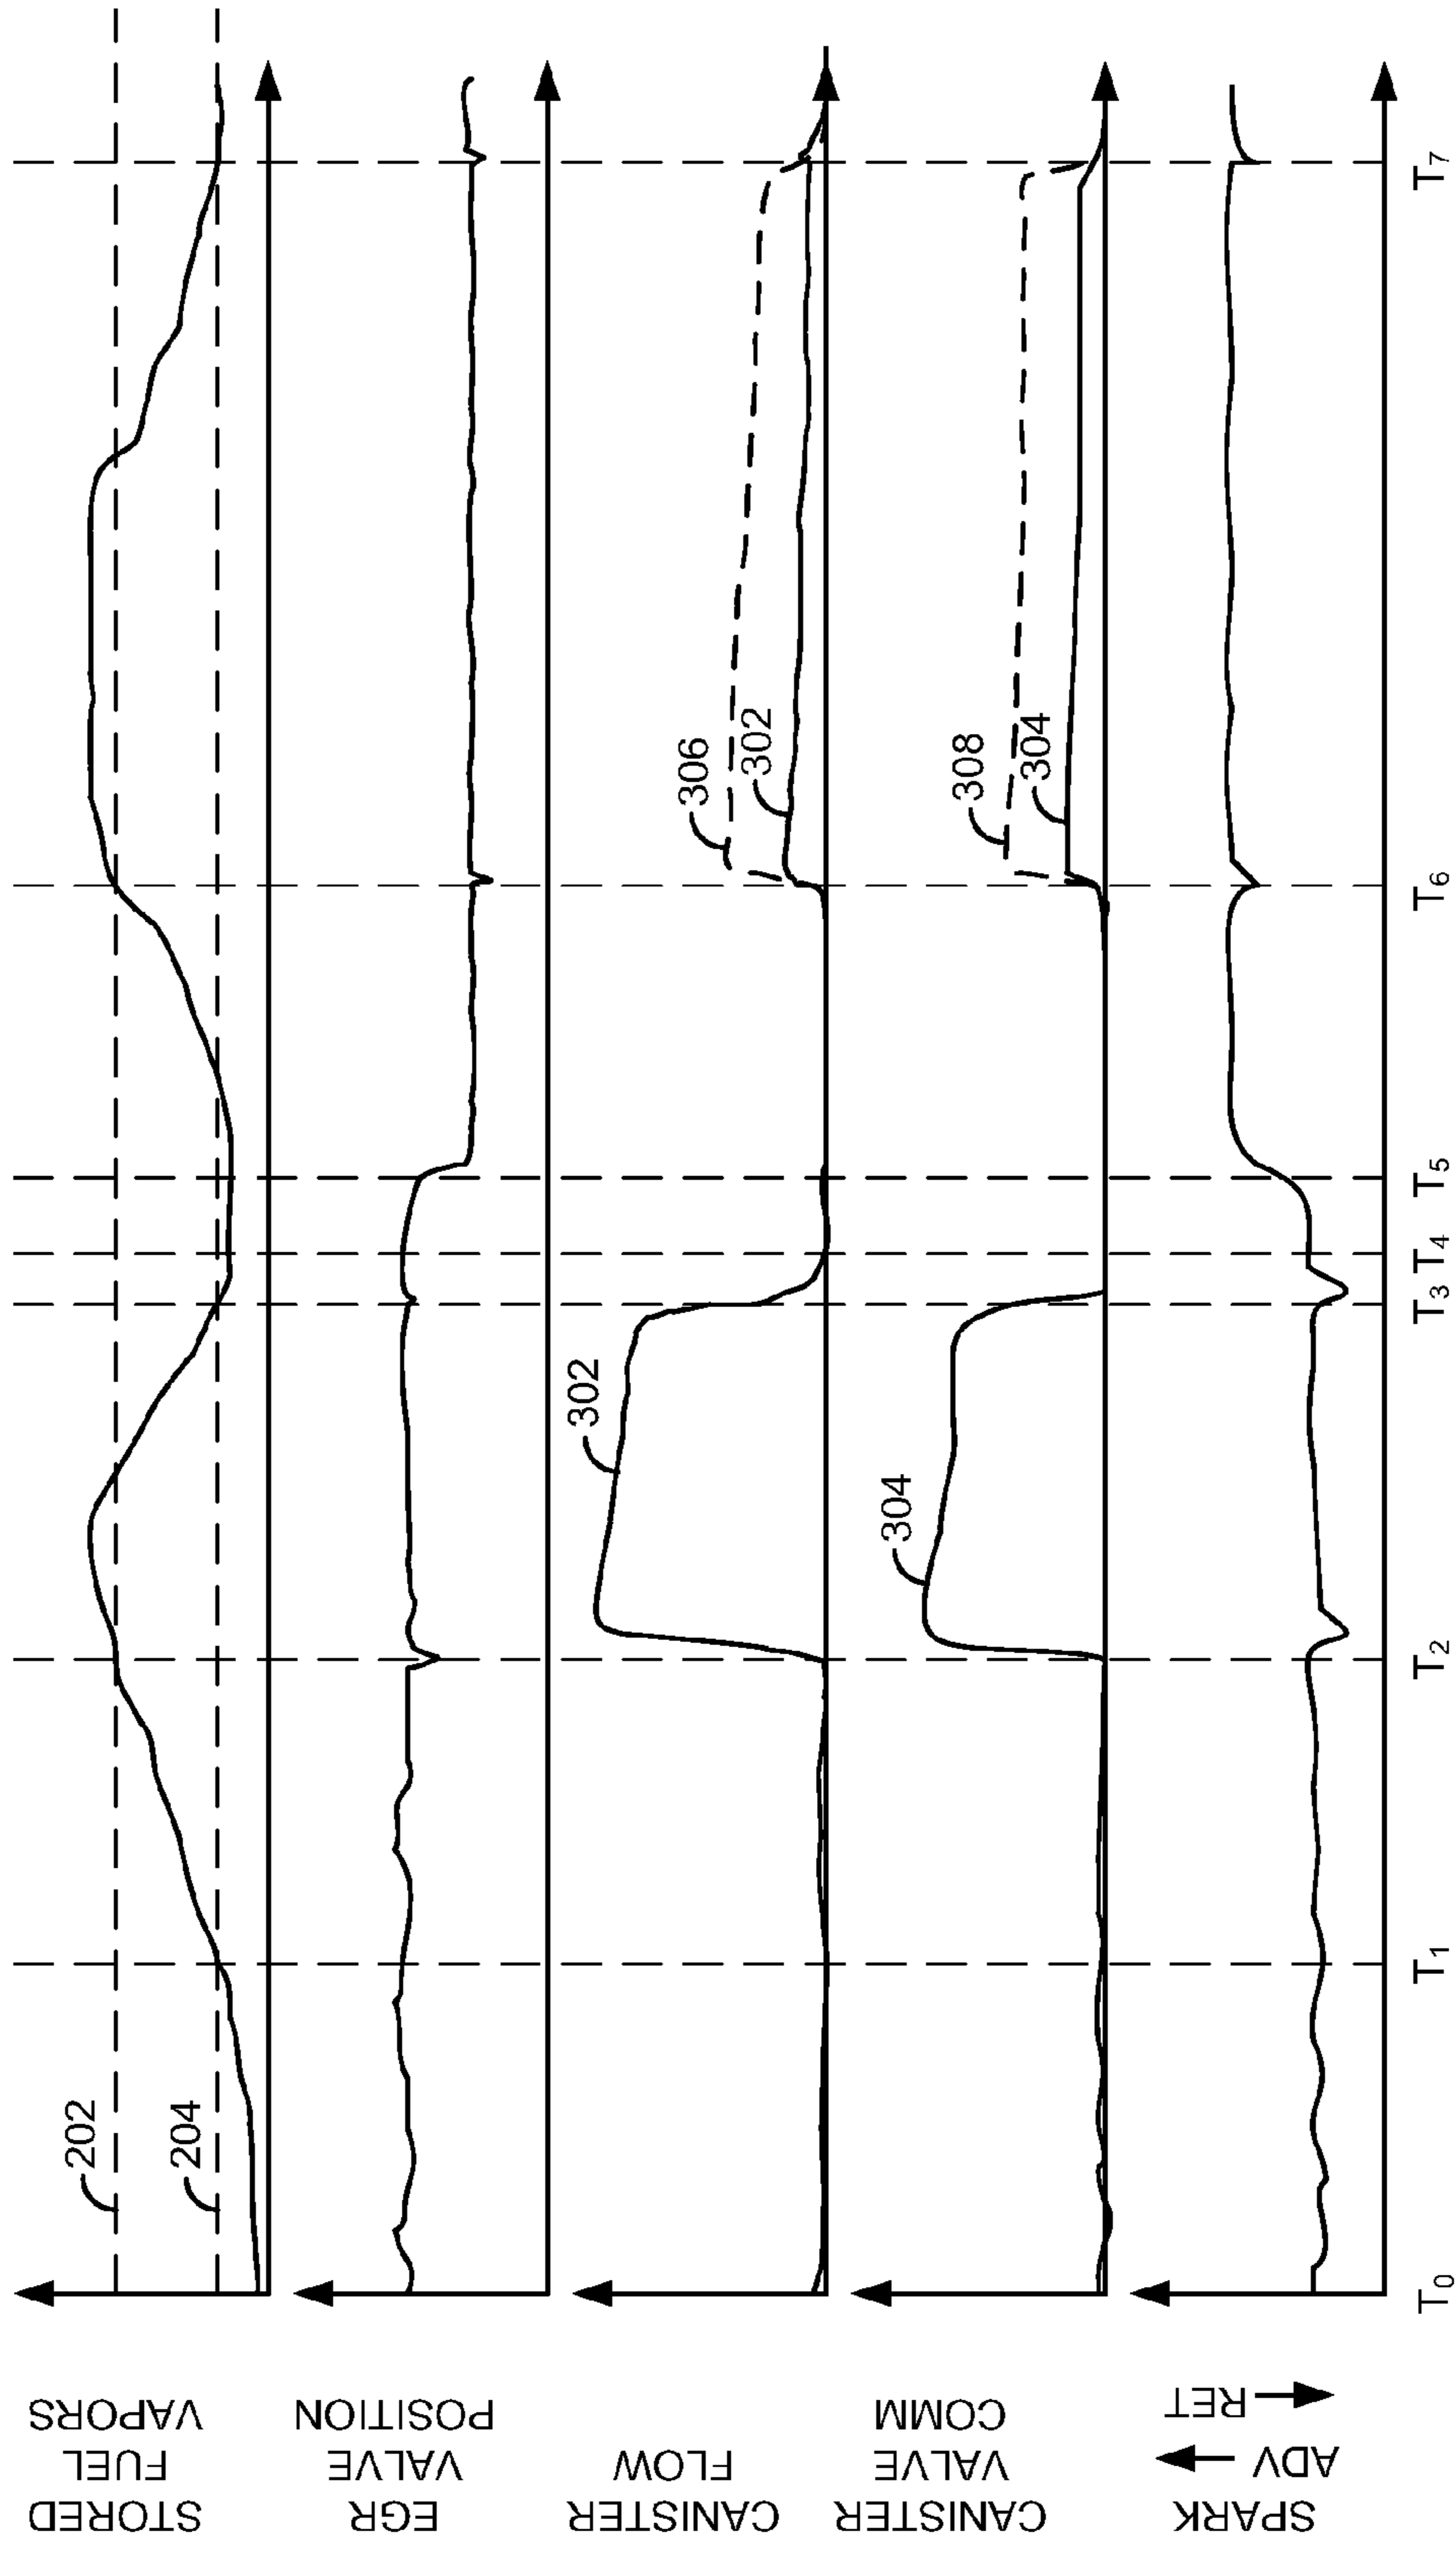 STORED
FUEL
VAPORS
202
204
EGR
VALVE
POSITION
CANISTER
FLOW
302
306
302
CANISTER
VALVE
COMM
304
308
304
SPARK
ADV
RET
T0
T1
T2
T3
T4
T5
T6
T7